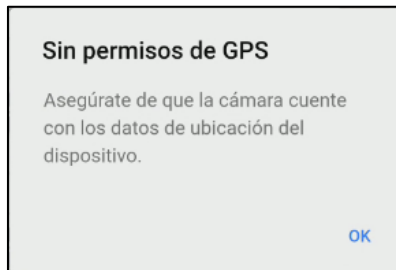 Sin permisos de GPS
Asegúrate de que la cámara cuente
con los datos de ubicación del
dispositivo.
OK